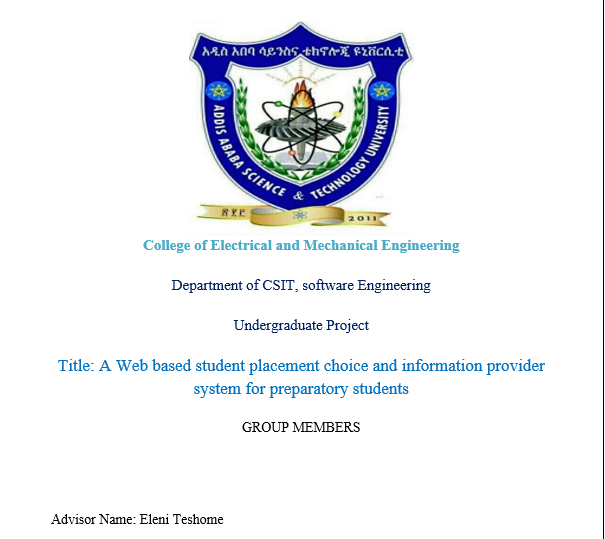 አዲስ አበባ ሳይንስና ቴክኖሎጂ ዩኒቨርሲቲ
ADDIS ABABA SCIENCE & TECHNOLOGY UNIVERSITY
2011
College of Electrical and Mechanical Engineering
Department of CSIT, software Engineering
Undergraduate Project
Title: A Web based student placement choice and information provider
system for preparatory students
GROUP MEMBERS
Advisor Name: Eleni Teshome